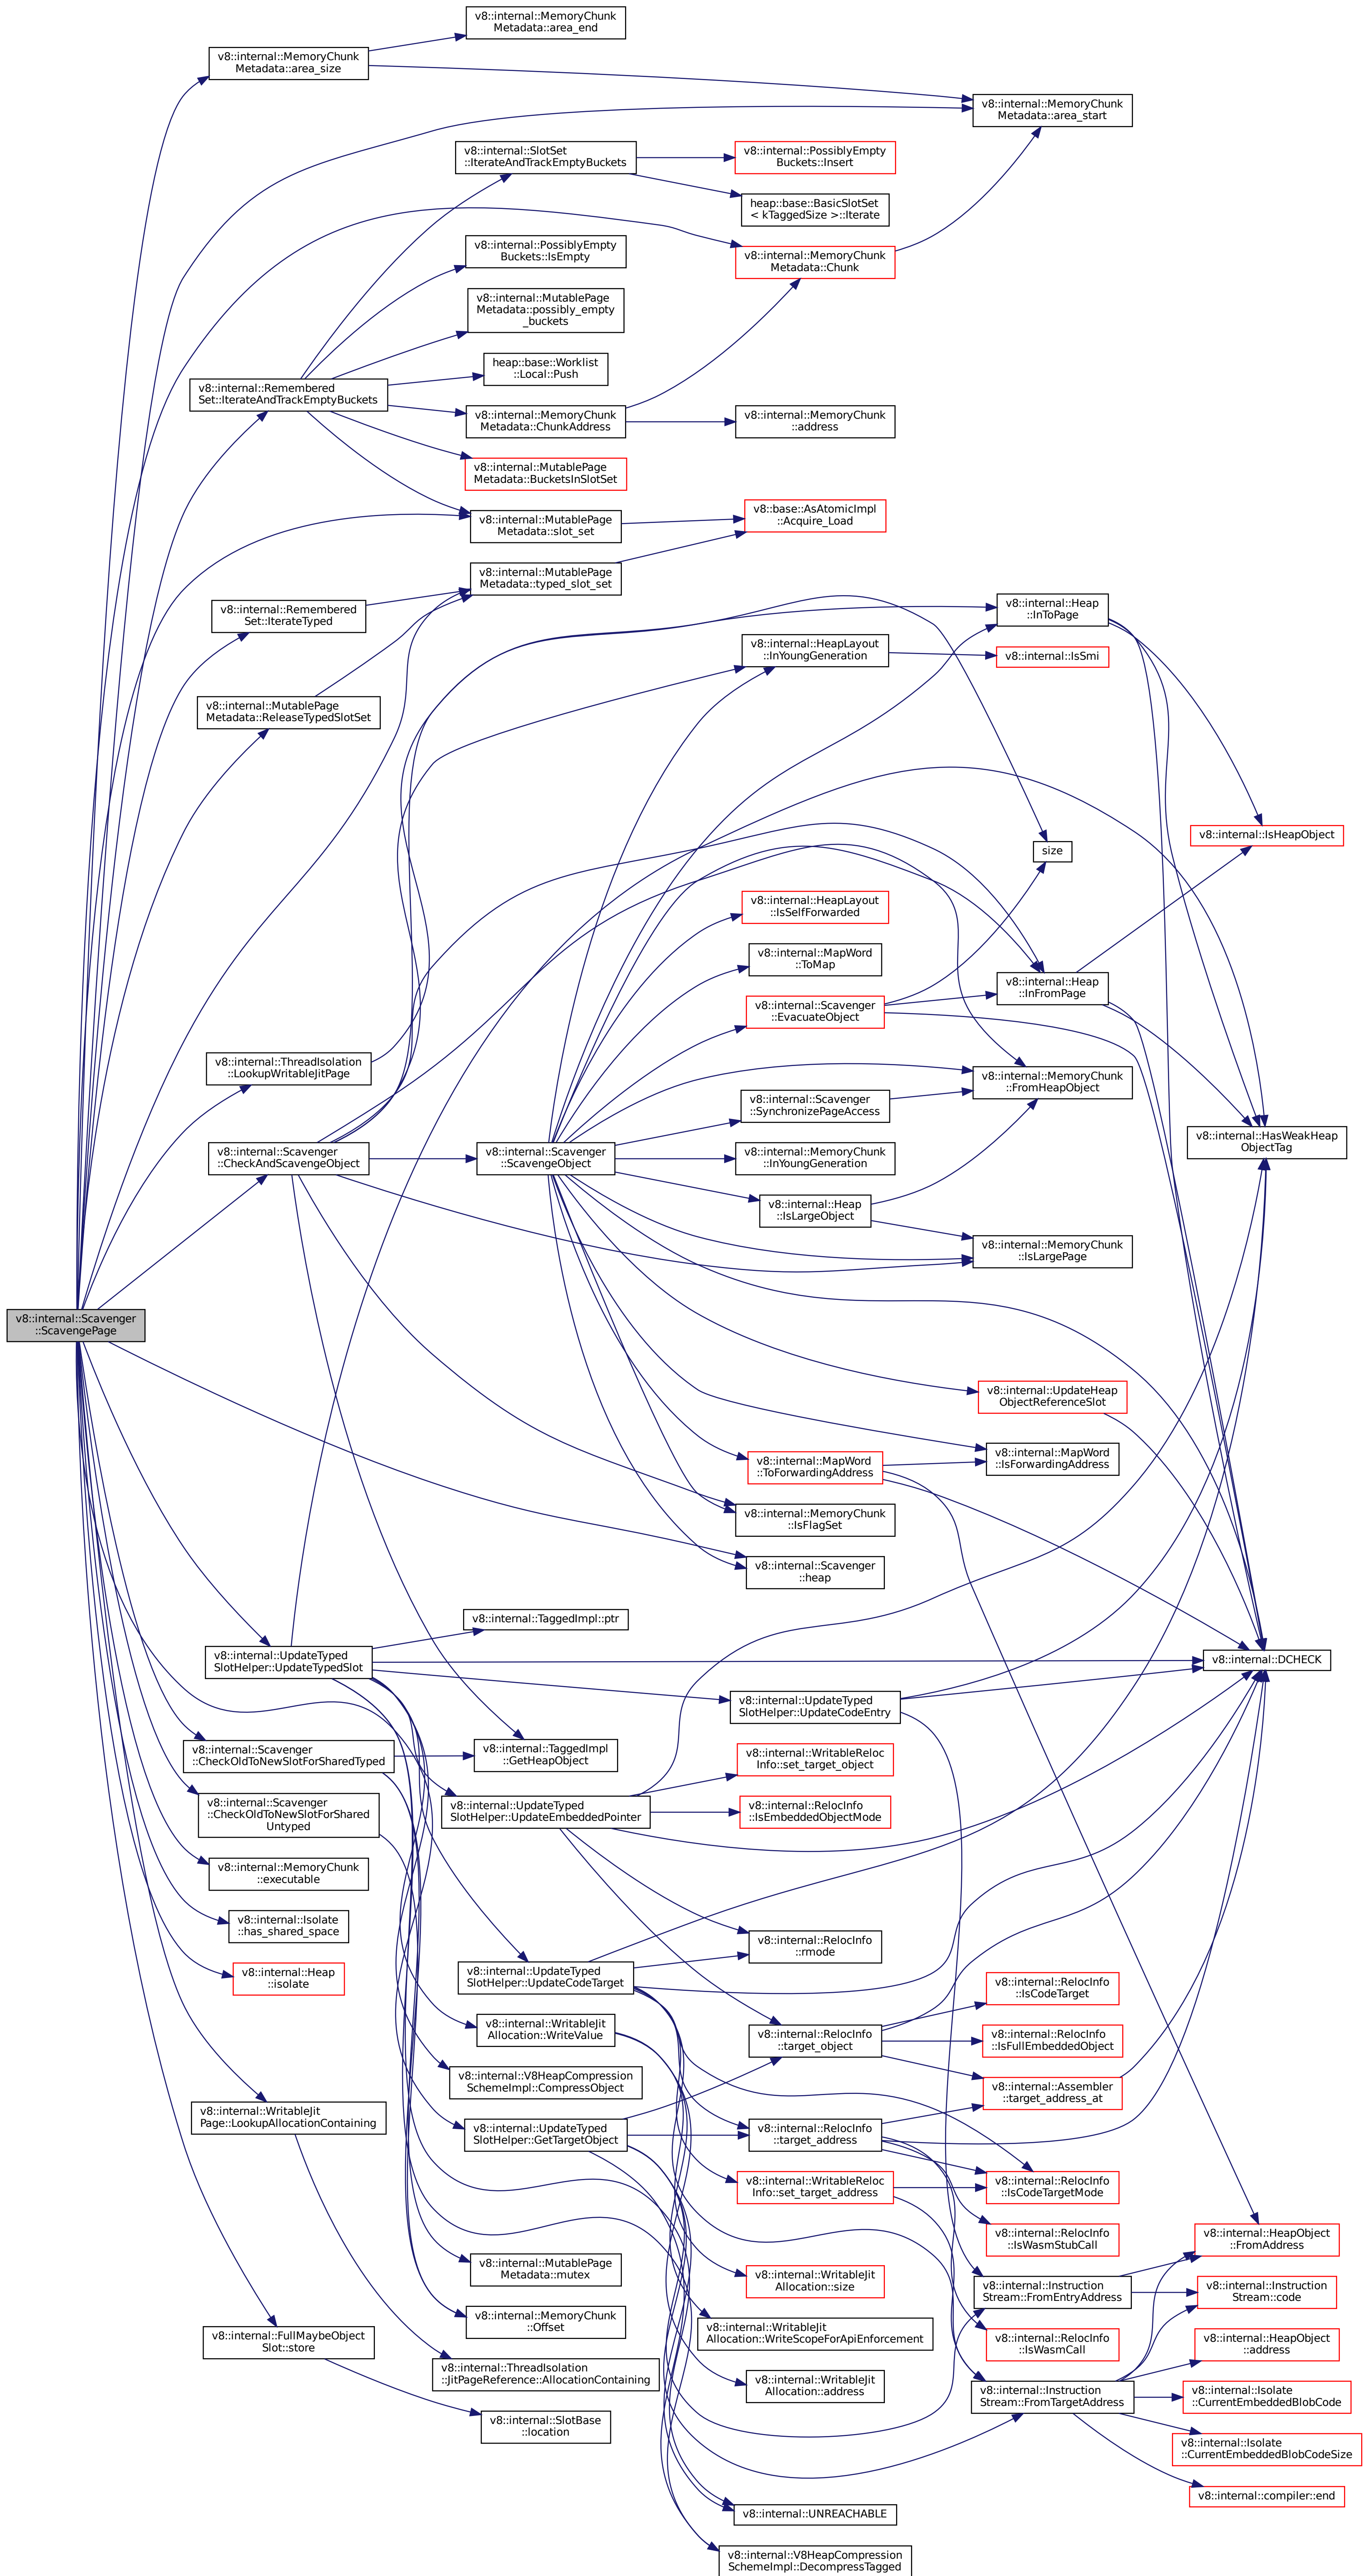 v8::internal::MemoryChunk
Metadata::area_end
v8::internal::MemoryChunk
Metadata::area_size
v8::internal::MemoryChunk
Metadata::area_start
v8::internal::SlotSet
::IterateAndTrackEmptyBuckets
v8::internal::PossiblyEmpty
Buckets::Insert
heap::base::BasicSlotSet
< kTaggedSize >::Iterate
v8::internal::PossiblyEmpty
Buckets::IsEmpty
v8::internal::MemoryChunk
Metadata::Chunk
v8::internal::MutablePage
Metadata::possibly_empty
_buckets
heap::base::Worklist
::Local::Push
v8::internal::Remembered
Set::IterateAndTrackEmptyBuckets
v8::internal::MemoryChunk
Metadata::ChunkAddress
v8::internal::MemoryChunk
::address
v8::internal::MutablePage
Metadata::BucketsInSlotSet
v8::internal::MutablePage
Metadata::slot_set
v8::base::AsAtomicImpl
::Acquire_Load
v8::internal::MutablePage
Metadata::typed_slot_set
v8::internal::Remembered
Set::IterateTyped
v8::internal::Heap
::InToPage
v8::internal::HeapLayout
::InYoungGeneration
v8::internal::IsSmi
v8::internal::MutablePage
Metadata::ReleaseTypedSlotSet
v8::internal::IsHeapObject
size
v8::internal::HeapLayout
::IsSelfForwarded
v8::internal::MapWord
::ToMap
v8::internal::Heap
::InFromPage
v8::internal::Scavenger
::EvacuateObject
v8::internal::ThreadIsolation
::LookupWritableJitPage
v8::internal::MemoryChunk
::FromHeapObject
v8::internal::Scavenger
::SynchronizePageAccess
v8::internal::HasWeakHeap
ObjectTag
v8::internal::Scavenger
::CheckAndScavengeObject
v8::internal::Scavenger
::ScavengeObject
v8::internal::MemoryChunk
::InYoungGeneration
v8::internal::Heap
::IsLargeObject
v8::internal::MemoryChunk
::IsLargePage
v8::internal::Scavenger
::ScavengePage
v8::internal::UpdateHeap
ObjectReferenceSlot
v8::internal::MapWord
::IsForwardingAddress
v8::internal::MapWord
::ToForwardingAddress
v8::internal::MemoryChunk
::IsFlagSet
v8::internal::Scavenger
::heap
v8::internal::TaggedImpl::ptr
v8::internal::UpdateTyped
SlotHelper::UpdateTypedSlot
v8::internal::DCHECK
v8::internal::UpdateTyped
SlotHelper::UpdateCodeEntry
v8::internal::Scavenger
::CheckOldToNewSlotForSharedTyped
v8::internal::TaggedImpl
::GetHeapObject
v8::internal::WritableReloc
Info::set_target_object
v8::internal::Scavenger
::CheckOldToNewSlotForShared
Untyped
v8::internal::UpdateTyped
SlotHelper::UpdateEmbeddedPointer
v8::internal::RelocInfo
::IsEmbeddedObjectMode
v8::internal::MemoryChunk
::executable
v8::internal::Isolate
::has_shared_space
v8::internal::RelocInfo
::rmode
v8::internal::Heap
::isolate
v8::internal::UpdateTyped
SlotHelper::UpdateCodeTarget
v8::internal::RelocInfo
::IsCodeTarget
v8::internal::WritableJit
Allocation::WriteValue
v8::internal::RelocInfo
::target_object
v8::internal::RelocInfo
::IsFullEmbeddedObject
v8::internal::V8HeapCompression
SchemeImpl::CompressObject
v8::internal::Assembler
::target_address_at
v8::internal::WritableJit
Page::LookupAllocationContaining
v8::internal::UpdateTyped
SlotHelper::GetTargetObject
v8::internal::RelocInfo
::target_address
v8::internal::WritableReloc
Info::set_target_address
v8::internal::RelocInfo
::IsCodeTargetMode
v8::internal::RelocInfo
::IsWasmStubCall
v8::internal::HeapObject
::FromAddress
v8::internal::MutablePage
Metadata::mutex
v8::internal::WritableJit
Allocation::size
v8::internal::Instruction
Stream::FromEntryAddress
v8::internal::Instruction
Stream::code
v8::internal::MemoryChunk
::Offset
v8::internal::WritableJit
Allocation::WriteScopeForApiEnforcement
v8::internal::RelocInfo
::IsWasmCall
v8::internal::HeapObject
::address
v8::internal::FullMaybeObject
Slot::store
v8::internal::ThreadIsolation
::JitPageReference::AllocationContaining
v8::internal::WritableJit
Allocation::address
v8::internal::Instruction
Stream::FromTargetAddress
v8::internal::Isolate
::CurrentEmbeddedBlobCode
v8::internal::SlotBase
::location
v8::internal::Isolate
::CurrentEmbeddedBlobCodeSize
v8::internal::compiler::end
v8::internal::UNREACHABLE
v8::internal::V8HeapCompression
SchemeImpl::DecompressTagged